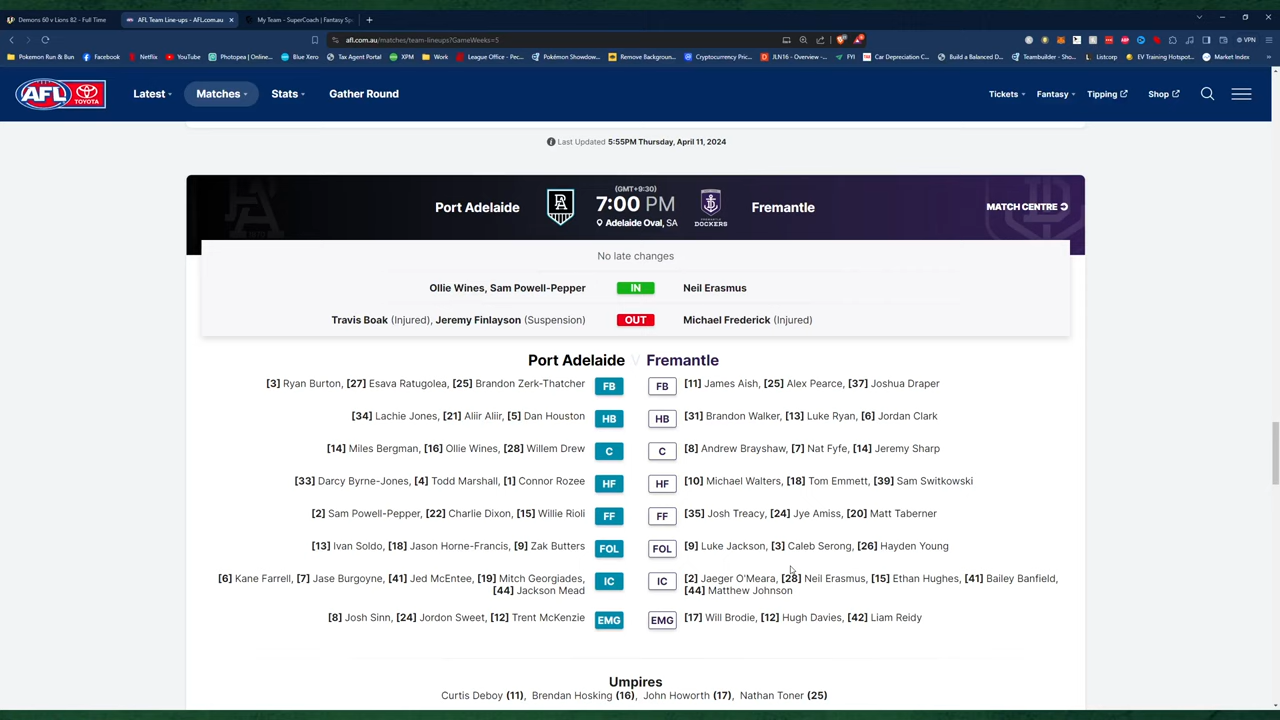 Demons 60 v Lions 82 - Full Time
AFL Team Line-ups - AFL.com.au
My Team - SuperCoach | Fantasy Sp
afl.com.au/matches/team-lineups?GameWeeks=5
VPN
Pokemon Run & Bun
Facebook
Netflix
YouTube
Photopea | Online...
Blue Xero
Tax Agent Portal
XPM
Work
League Office - Pec...
Pokémon Showdow...
Remove Backgroun...
Cryptocurrency Pric...
JLN16 - Overview -...
FYI
Car Depreciation C...
Build a Balanced D...
Teambuilder - Sho...
Listcorp
EV Training Hotspot...
Market Index
AFL
TOYOTA
Latest
Matches
Stats
Gather Round
Tickets
Fantasy
Tipping
Shop
Last Updated 5:55PM Thursday, April 11, 2024
Port Adelaide
(GMT+9:30)
7:00 PM
Adelaide Oval, SA
DOCKERS
Fremantle
MATCH CENTRE
No late changes
Ollie Wines, Sam Powell-Pepper IN Neil Erasmus
Travis Boak (Injured), Jeremy Finlayson (Suspension) OUT Michael Frederick (Injured)
Port Adelaide V Fremantle
[3] Ryan Burton, [27] Esava Ratugolea, [25] Brandon Zerk-Thatcher FB FB [11] James Aish, [25] Alex Pearce, [37] Joshua Draper
[34] Lachie Jones, [21] Aliir Aliir, [5] Dan Houston HB HB [31] Brandon Walker, [13] Luke Ryan, [6] Jordan Clark
[14] Miles Bergman, [16] Ollie Wines, [28] Willem Drew C C [8] Andrew Brayshaw, [7] Nat Fyfe, [14] Jeremy Sharp
[33] Darcy Byrne-Jones, [4] Todd Marshall, [1] Connor Rozee HF HF [10] Michael Walters, [18] Tom Emmett, [39] Sam Switkowski
[2] Sam Powell-Pepper, [22] Charlie Dixon, [15] Willie Rioli FF FF [35] Josh Treacy, [24] Jye Amiss, [20] Matt Taberner
[13] Ivan Soldo, [18] Jason Horne-Francis, [9] Zak Butters FOL FOL [9] Luke Jackson, [3] Caleb Serong, [26] Hayden Young
[6] Kane Farrell, [7] Jase Burgoyne, [41] Jed McEntee, [19] Mitch Georgiades, IC IC [2] Jaeger O'Meara, [28] Neil Erasmus, [15] Ethan Hughes, [41] Bailey Banfield,
[44] Jackson Mead [44] Matthew Johnson
[8] Josh Sinn, [24] Jordon Sweet, [12] Trent McKenzie EMG EMG [17] Will Brodie, [12] Hugh Davies, [42] Liam Reidy
Umpires
Curtis Deboy (11), Brendan Hosking (16), John Howorth (17), Nathan Toner (25)